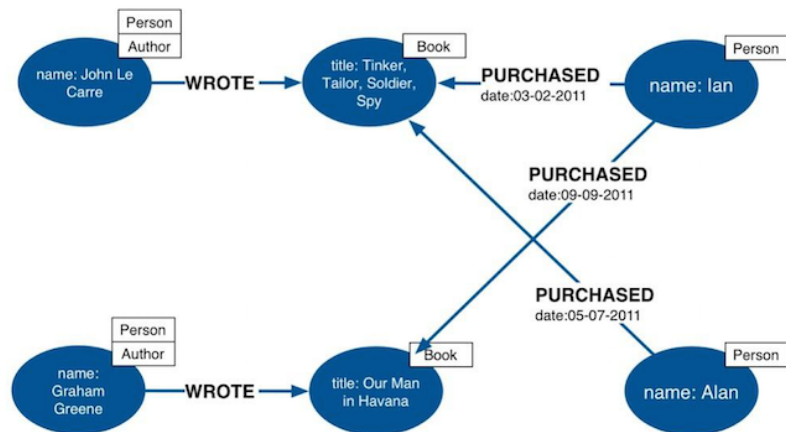 Person
Author
name: John Le
Carre
WROTE
Book
title: Tinker,
Tailor, Soldier,
Spy
PURCHASED
date:03-02-2011
Person
name: Ian
PURCHASED
date:09-09-2011
PURCHASED
date:05-07-2011
Person
Author
name:
Graham
Greene
WROTE
Book
title: Our Man
in Havana
Person
name: Alan